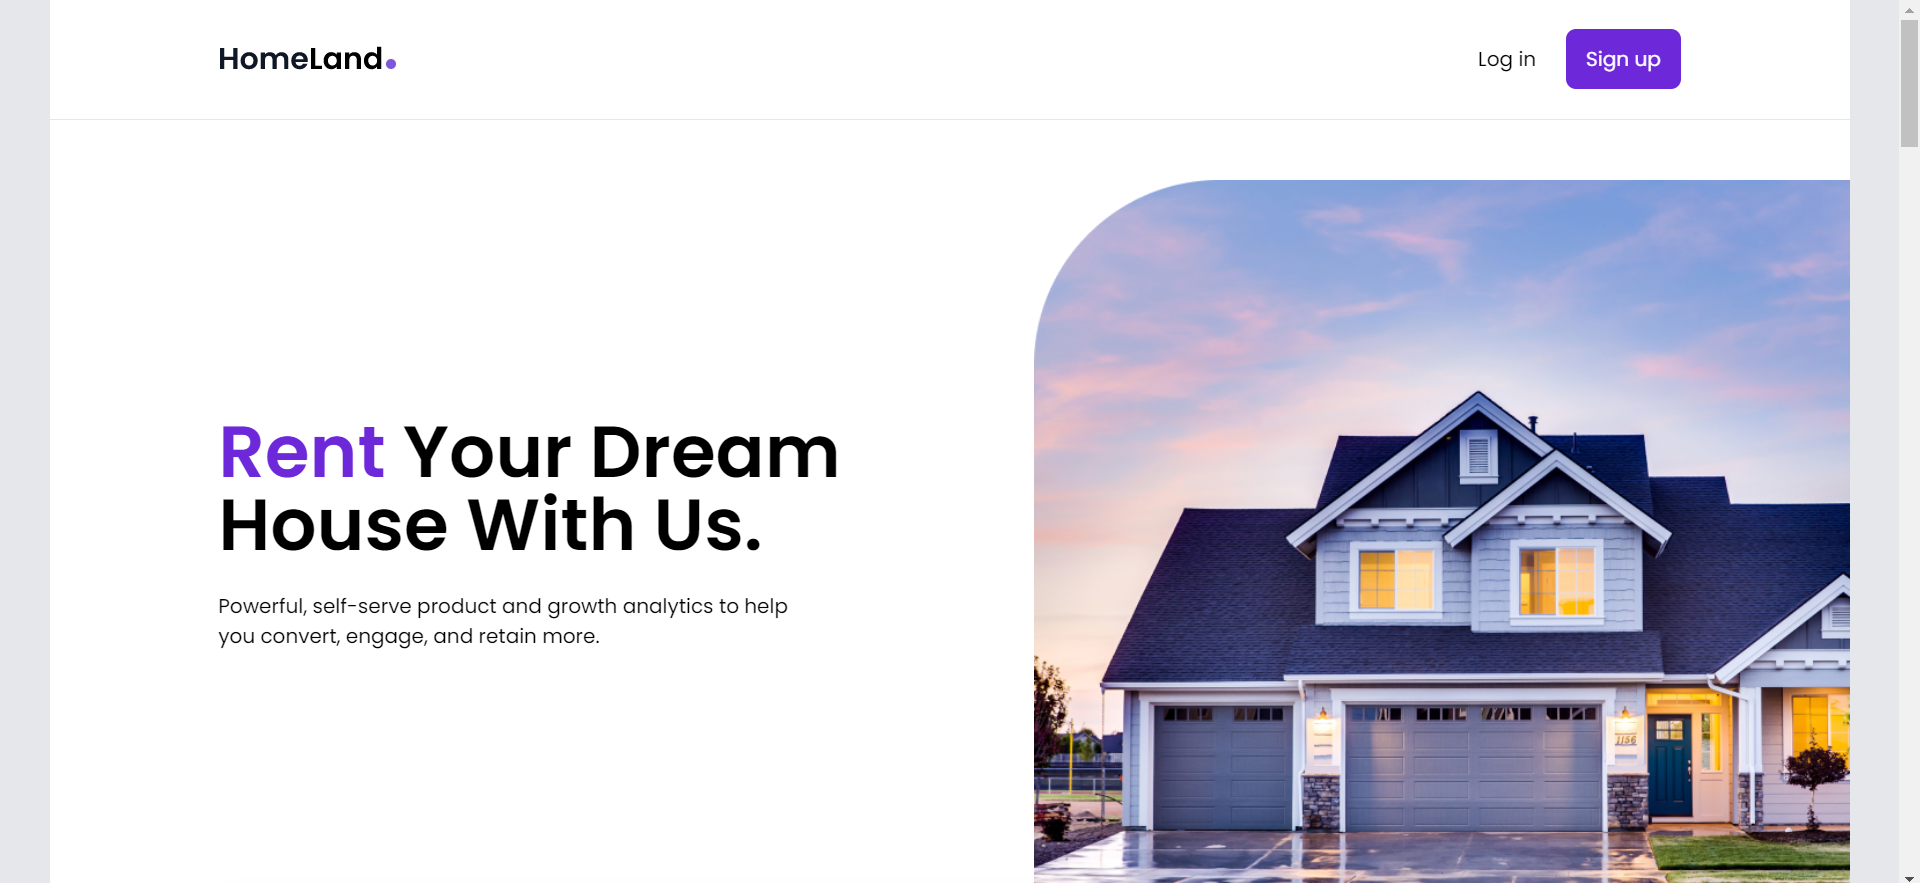 HomeLand
Log in
Sign up
Rent Your Dream
House With Us.
Powerful, self-serve product and growth analytics to help
you convert, engage, and retain more.
1156